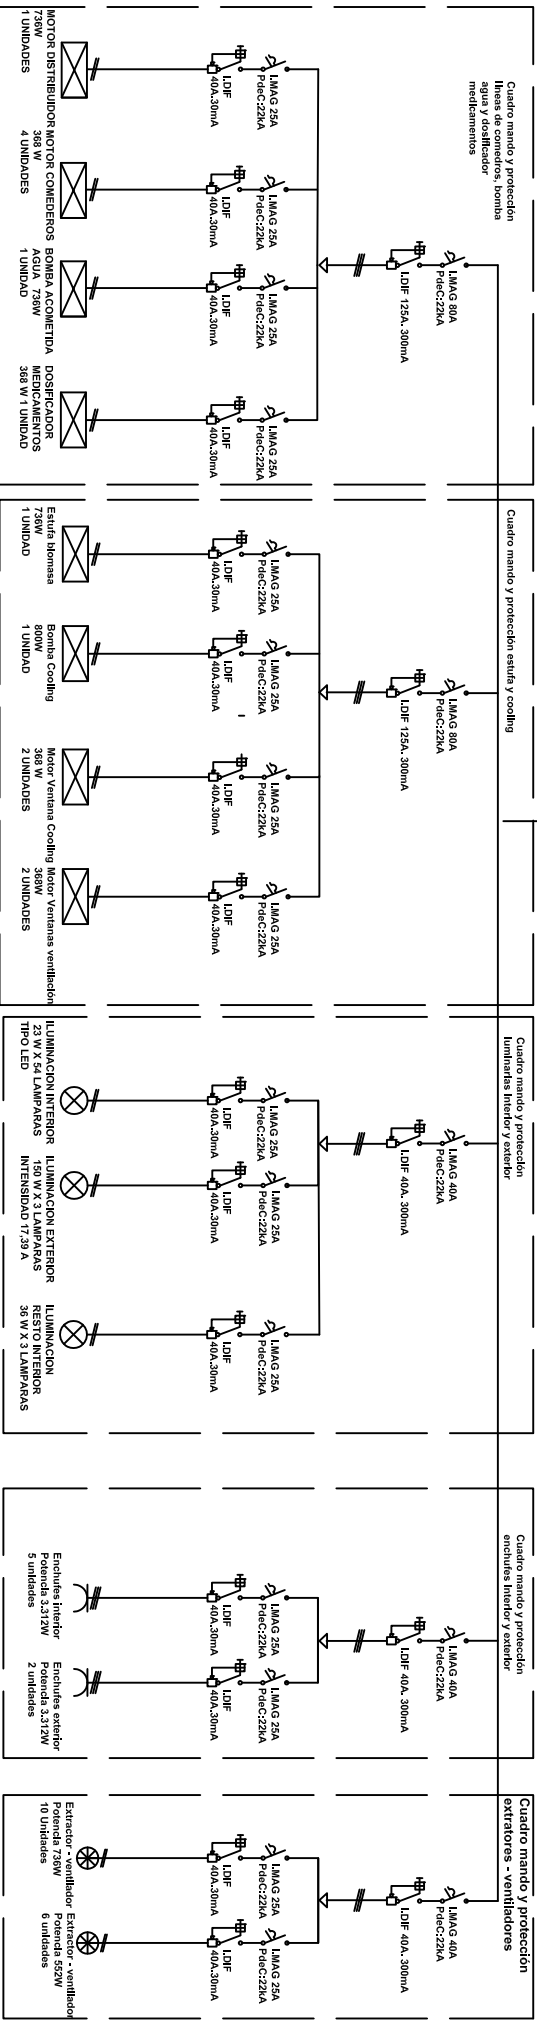 Cuadro mando y protección
líneas de comedros, bomba
agua y dosificador
medicamentos
I.MAG 80A
PdeC:22kA
I.DIF 125A. 300mA
I.MAG 25A
PdeC:22kA
I.DIF
40A.30mA
I.MAG 25A
PdeC:22kA
I.DIF
40A.30mA
I.MAG 25A
PdeC:22kA
I.DIF
40A.30mA
I.MAG 25A
PdeC:22kA
I.DIF
40A.30mA
MOTOR DISTRIBUIDOR
736W
1 UNIDADES
MOTOR COMEDEROS
368 W
4 UNIDADES
BOMBA ACOMETIDA
AGUA 736W
1 UNIDAD
DOSIFICADOR
MEDICAMENTOS
368 W 1 UNIDAD
Cuadro mando y protección estufa y cooling
I.MAG 80A
PdeC:22kA
I.DIF 125A. 300mA
I.MAG 25A
PdeC:22kA
I.DIF
40A.30mA
I.MAG 25A
PdeC:22kA
I.DIF
40A.30mA
I.MAG 25A
PdeC:22kA
I.DIF
40A.30mA
I.MAG 25A
PdeC:22kA
I.DIF
40A.30mA
Estufa biomasa
736W
1 UNIDAD
Bomba Cooling
800W
1 UNIDAD
Motor Ventana Cooling
368 W
2 UNIDADES
Motor Ventanas ventilación
368W
2 UNIDADES
Cuadro mando y protección
luminarias interior y exterior
I.MAG 40A
PdeC:22kA
I.DIF 40A. 300mA
I.MAG 25A
PdeC:22kA
I.DIF
40A.30mA
I.MAG 25A
PdeC:22kA
I.DIF
40A.30mA
I.MAG 25A
PdeC:22kA
I.DIF
40A.30mA
ILUMINACION INTERIOR
23 W X 54 LAMPARAS
TIPO LED
ILUMINACION EXTERIOR
150 W X 3 LAMPARAS
INTENSIDAD 17,39 A
ILUMINACION
RESTO INTERIOR
36 W X 3 LAMPARAS
Cuadro mando y protección
enchufes interior y exterior
I.MAG 40A
PdeC:22kA
I.DIF 40A. 300mA
I.MAG 25A
PdeC:22kA
I.DIF
40A.30mA
I.MAG 25A
PdeC:22kA
I.DIF
40A.30mA
Enchufes interior
Potencia 3.312W
5 unidades
Enchufes exterior
Potencia 3.312W
2 unidades
Cuadro mando y protección
extratores - ventiladores
I.MAG 40A
PdeC:22kA
I.DIF 40A. 300mA
I.MAG 25A
PdeC:22kA
I.DIF
40A.30mA
I.MAG 25A
PdeC:22kA
I.DIF
40A.30mA
Extractor - ventilador
Potencia 736W
10 Unidades
Extractor - ventilador
Potencia 552W
6 unidades